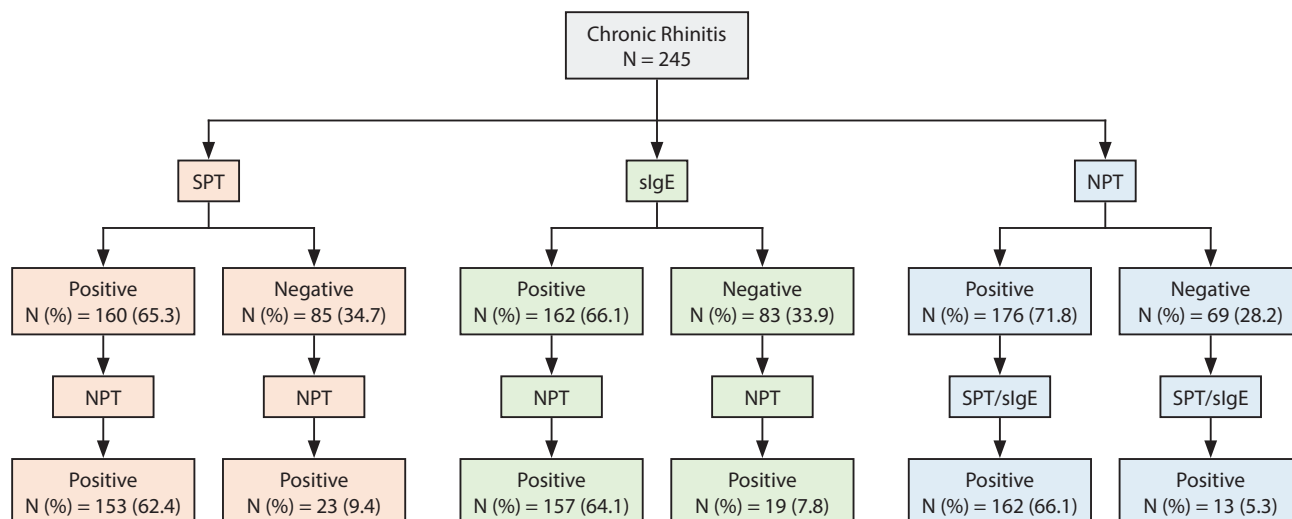 Chronic Rhinitis
N = 245
SPT
sIgE
NPT
Positive
N (%) = 160 (65.3)
Negative
N (%) = 85 (34.7)
Positive
N (%) = 162 (66.1)
Negative
N (%) = 83 (33.9)
Positive
N (%) = 176 (71.8)
Negative
N (%) = 69 (28.2)
NPT
NPT
NPT
NPT
SPT/sIgE
SPT/sIgE
Positive
N (%) = 153 (62.4)
Positive
N (%) = 23 (9.4)
Positive
N (%) = 157 (64.1)
Positive
N (%) = 19 (7.8)
Positive
N (%) = 162 (66.1)
Positive
N (%) = 13 (5.3)